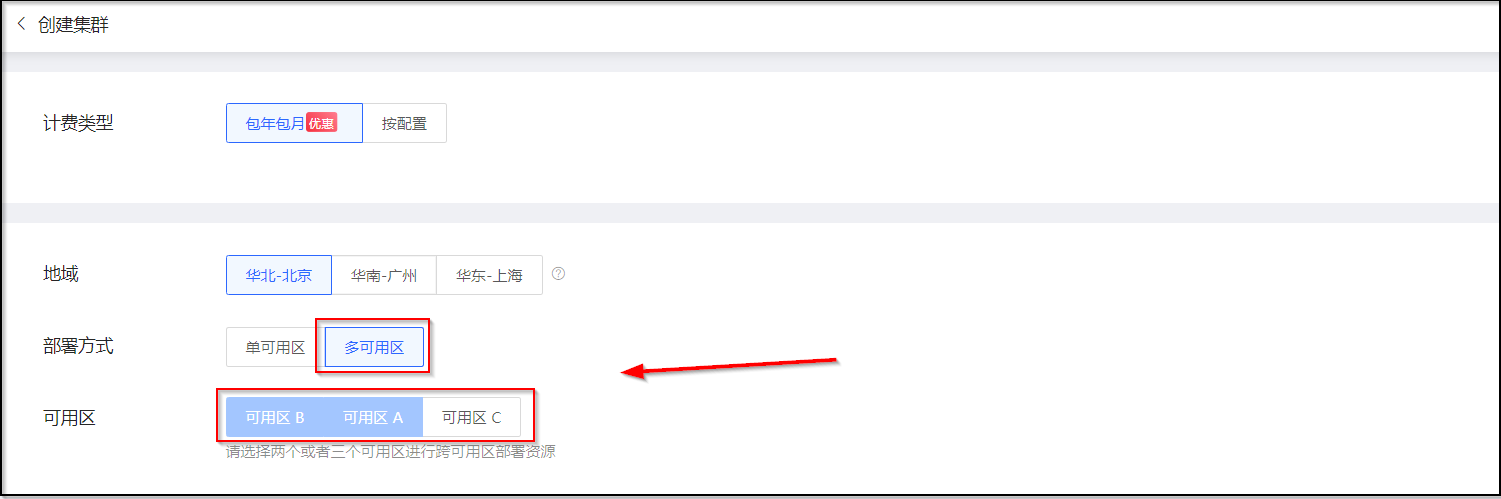 创建集群
计费类型 包年包月 优惠 按配置
地域 华北-北京 华南-广州 华东-上海
部署方式 单可用区 多可用区
可用区 可用区 B 可用区 A 可用区 C
请选择两个或者三个可用区进行跨可用区部署资源